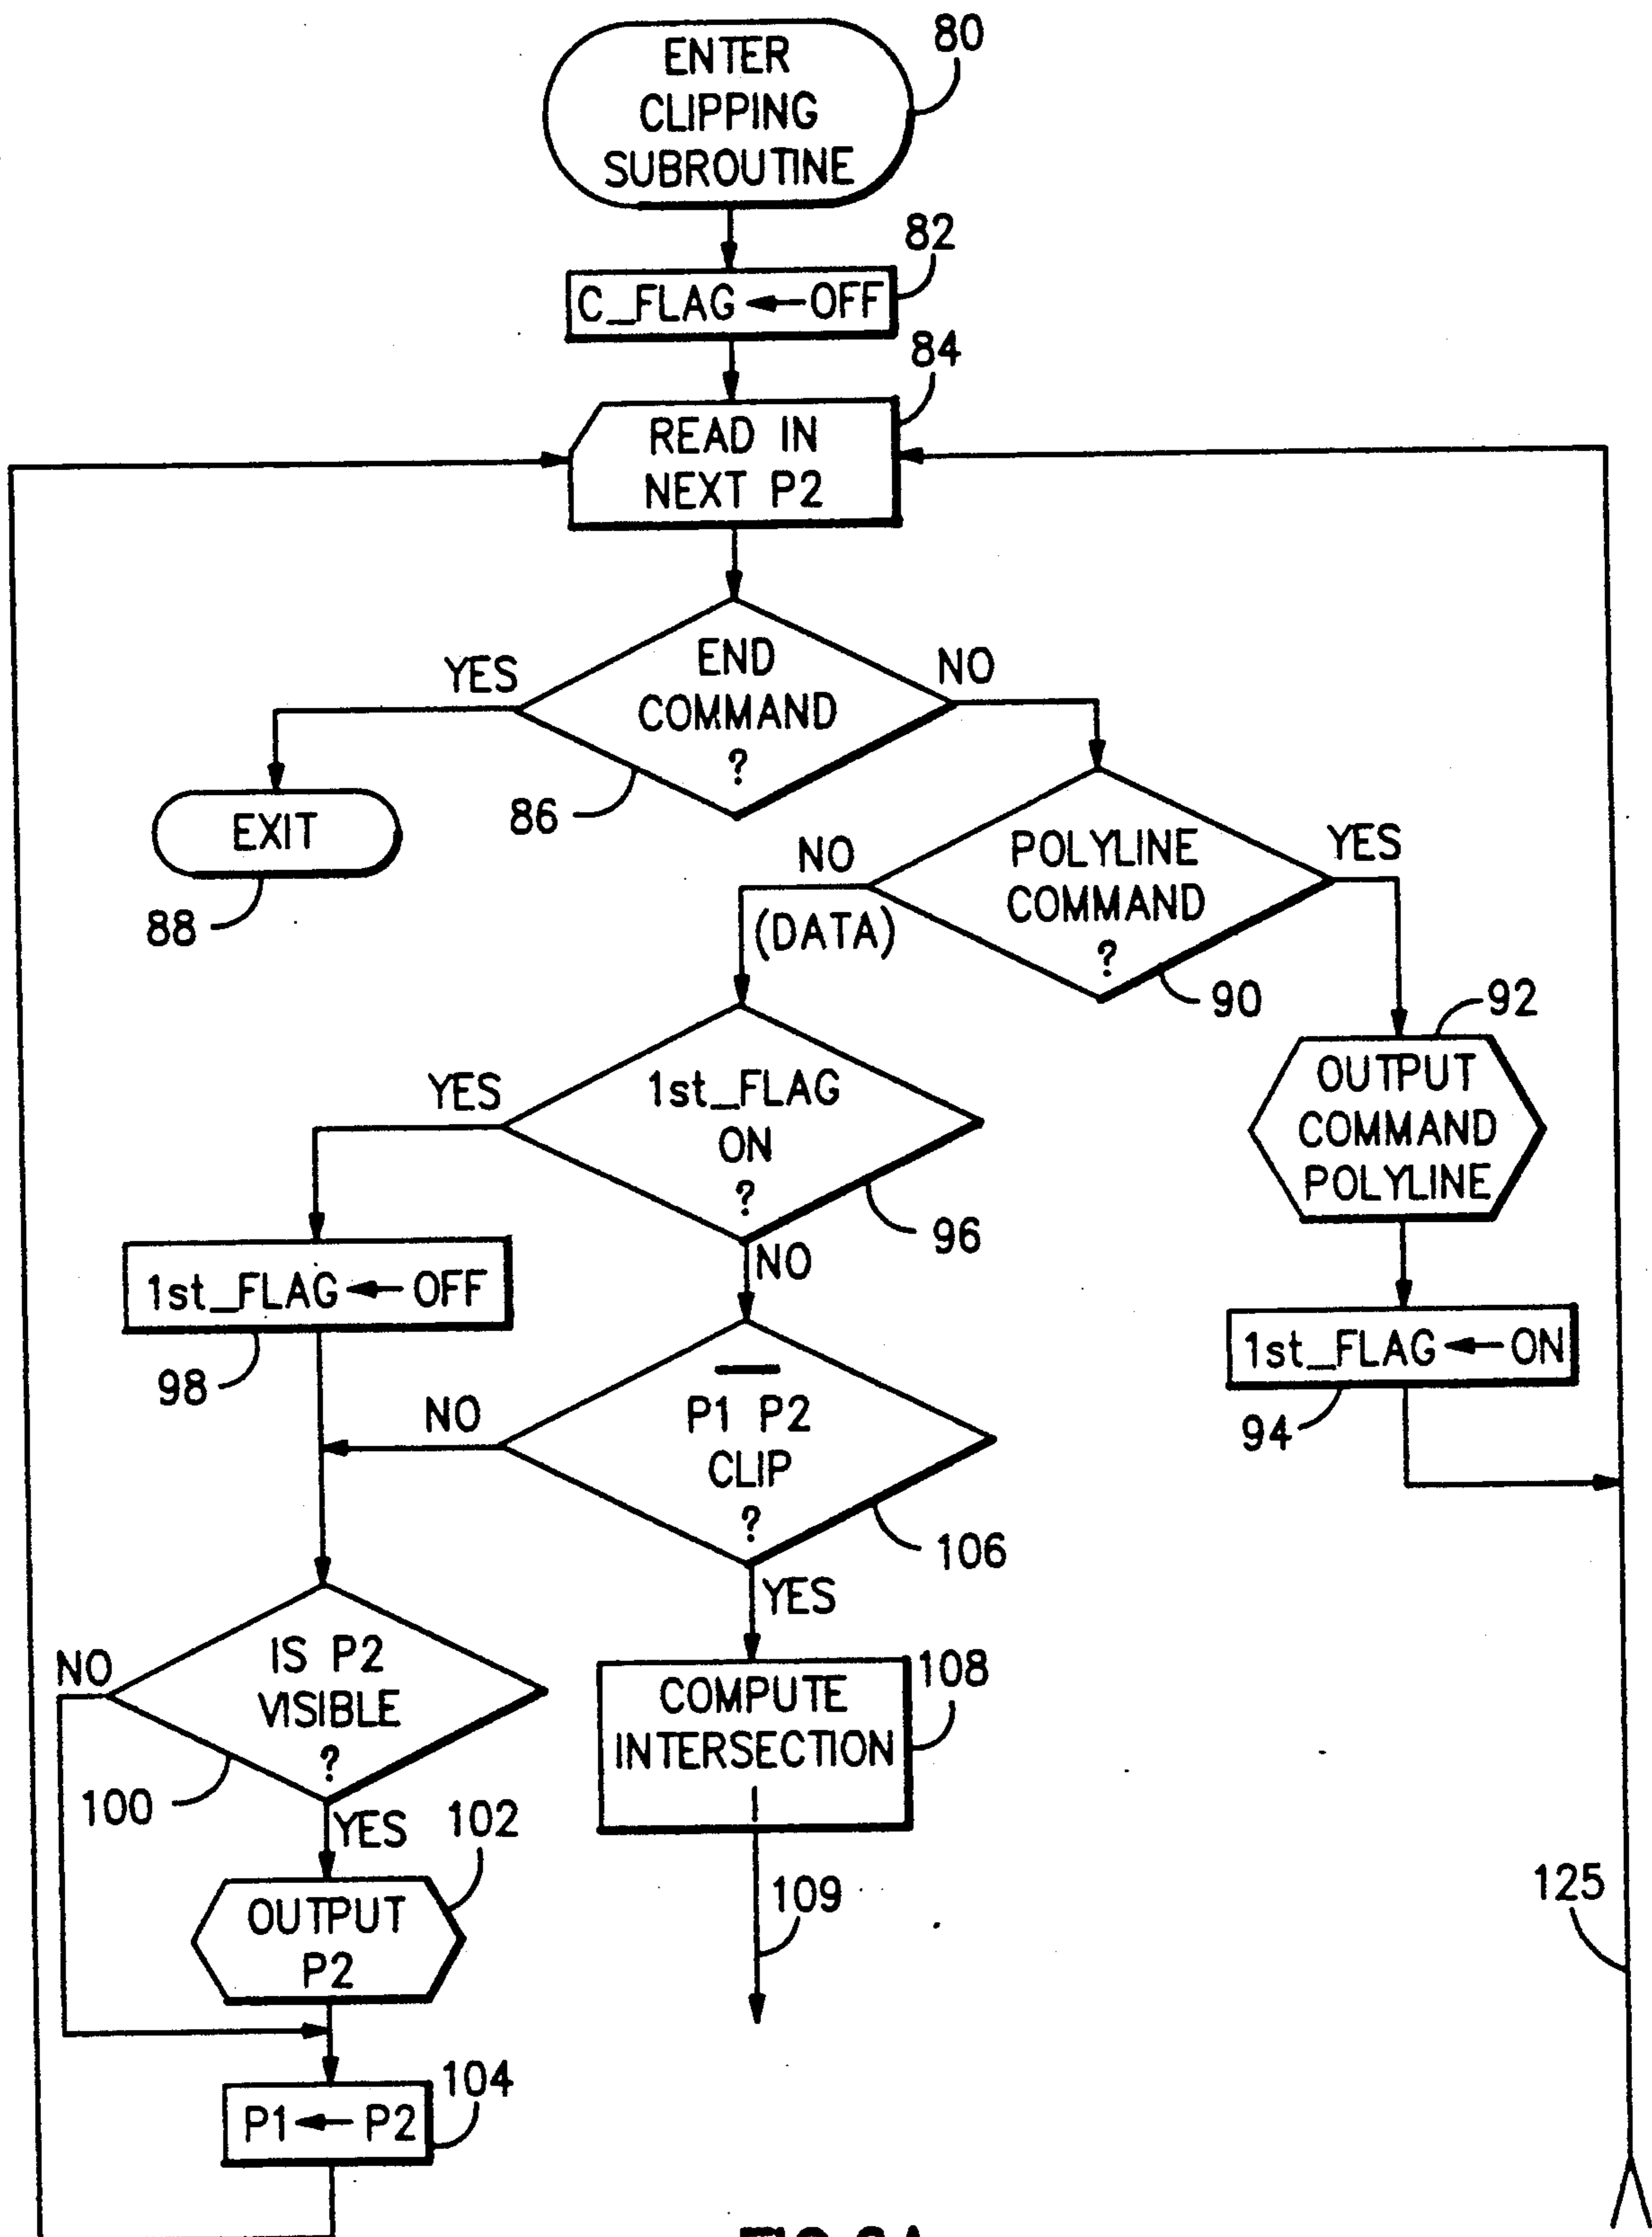 ENTER
CLIPPING
SUBROUTINE
80
C_FLAG ← OFF
82
84
READ IN
NEXT P2
END
COMMAND
?
YES
NO
86
EXIT
88
POLYLINE
COMMAND
?
NO
(DATA)
YES
90
92
OUTPUT
COMMAND
POLYLINE
1st_FLAG
ON
?
YES
96
NO
1st_FLAG ← OFF
98
1st_FLAG ← ON
94
P1 P2
CLIP
?
NO
106
YES
IS P2
VISIBLE
?
NO
100
YES
COMPUTE
INTERSECTION
I
108
102
OUTPUT
P2
109
125
104
P1 ← P2